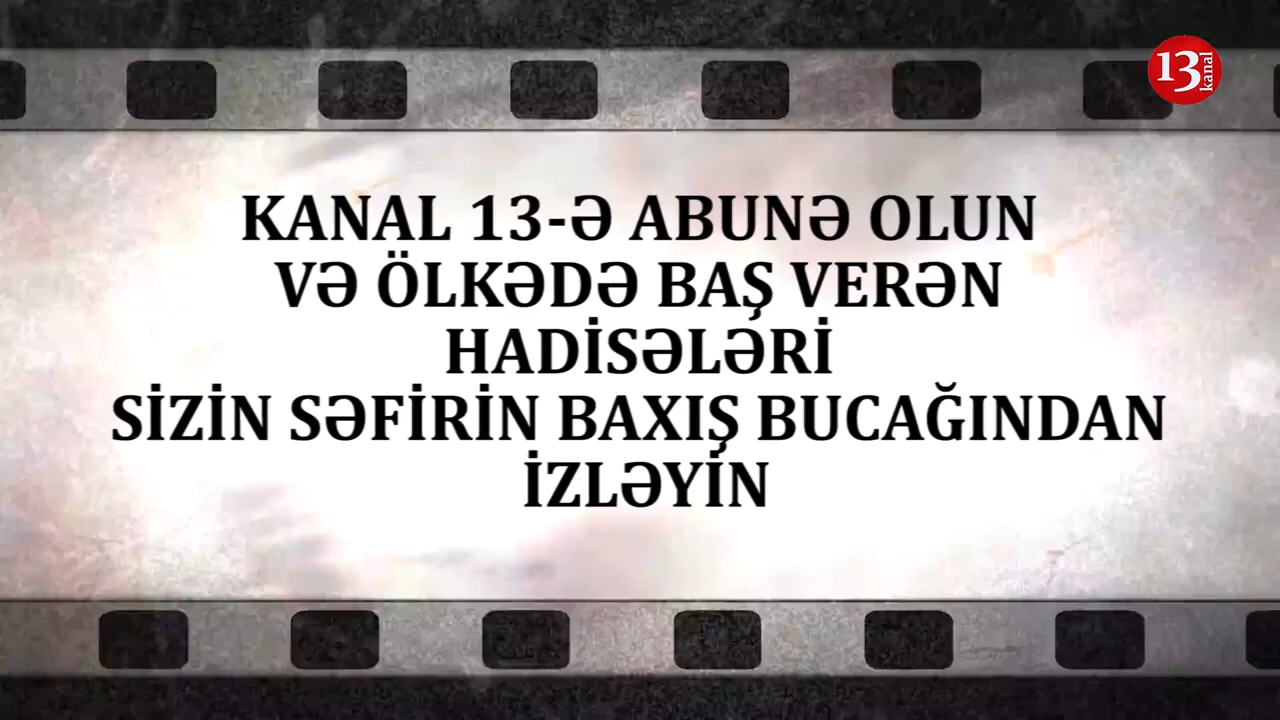 13 kanal
KANAL 13-Ə ABUNƏ OLUN
VƏ ÖLKƏDƏ BAŞ VERƏN
HADİSƏLƏRİ
SİZİN SƏFİRİN BAXIŞ BUCAĞINDAN
İZLƏYİN